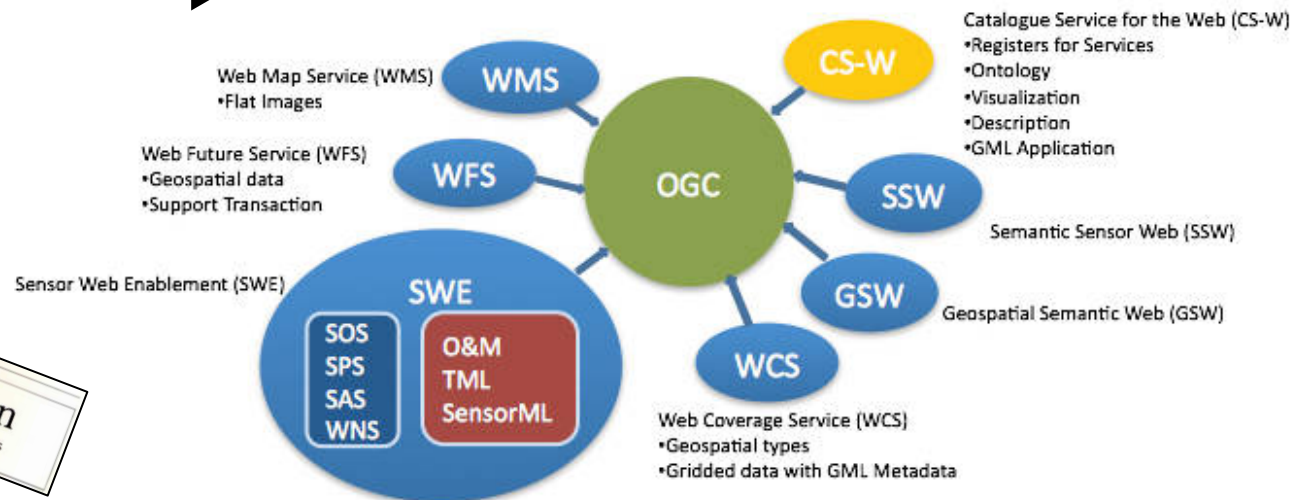 Catalogue Service for the Web (CS-W)
•Registers for Services
•Ontology
•Visualization
•Description
•GML Application
CS-W
Web Map Service (WMS)
•Flat Images
WMS
Web Future Service (WFS)
•Geospatial data
•Support Transaction
WFS
OGC
SSW
Semantic Sensor Web (SSW)
Sensor Web Enablement (SWE)
SWE
SOS
SPS
SAS
WNS
O&M
TML
SensorML
GSW
Geospatial Semantic Web (GSW)
WCS
Web Coverage Service (WCS)
•Geospatial types
•Gridded data with GML Metadata